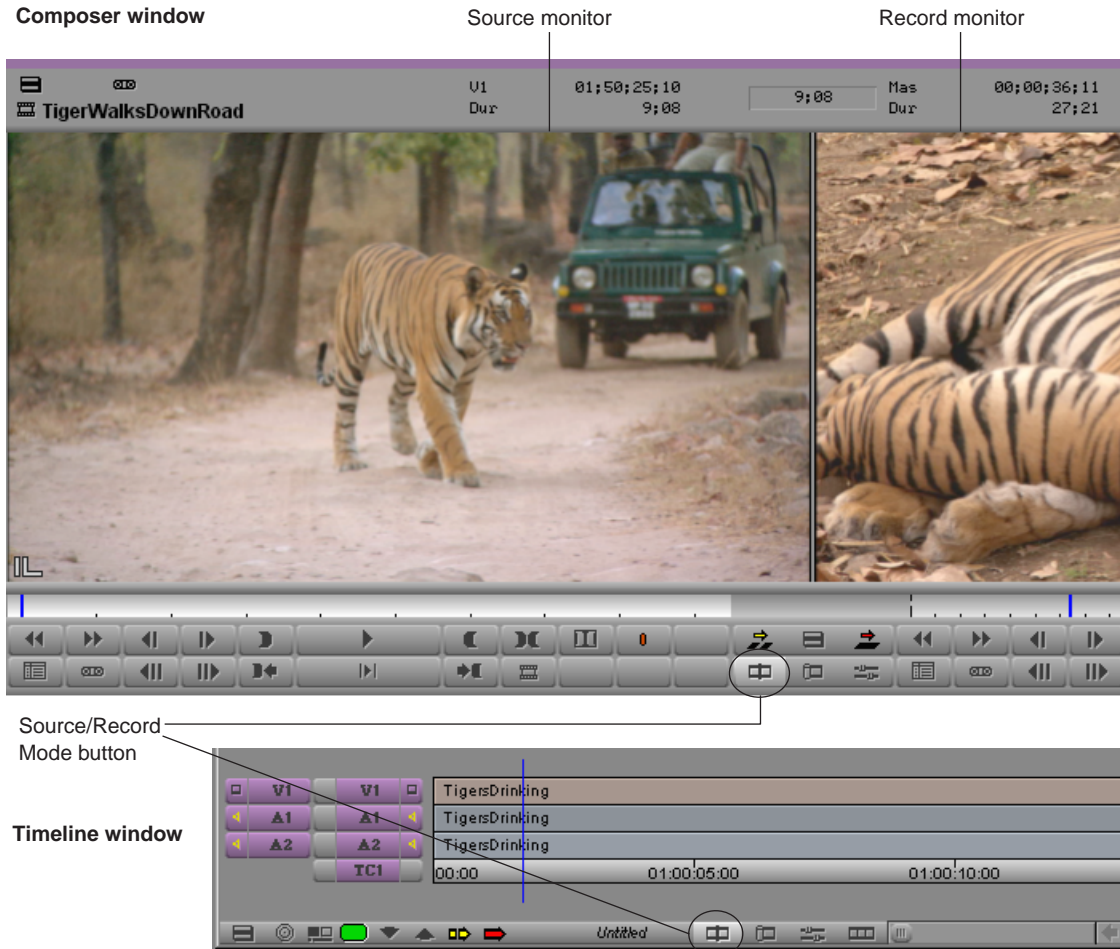 Composer window
Source monitor
Record monitor
V1 01;50;25;10 9;08 Mas 00;00;36;11
TigerWalksDownRoad Dur 9;08 Dur 27;21
Source/Record
Mode button
Timeline window
V1 V1 TigersDrinking
A1 A1 TigersDrinking
A2 A2 TigersDrinking
TC1 00:00 01:00:05:00 01:00:10:00
Untitled